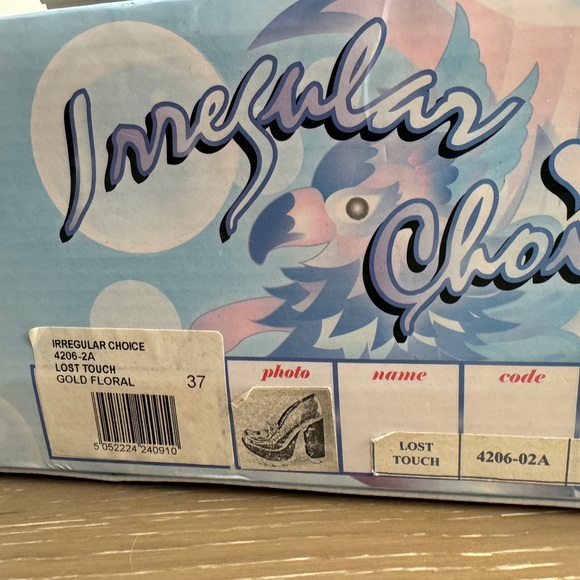 Irregular
Choi
IRREGULAR CHOICE
4206-2A
LOST TOUCH
GOLD FLORAL 37
5 052224 240910
photo name code
LOST
TOUCH
4206-02A